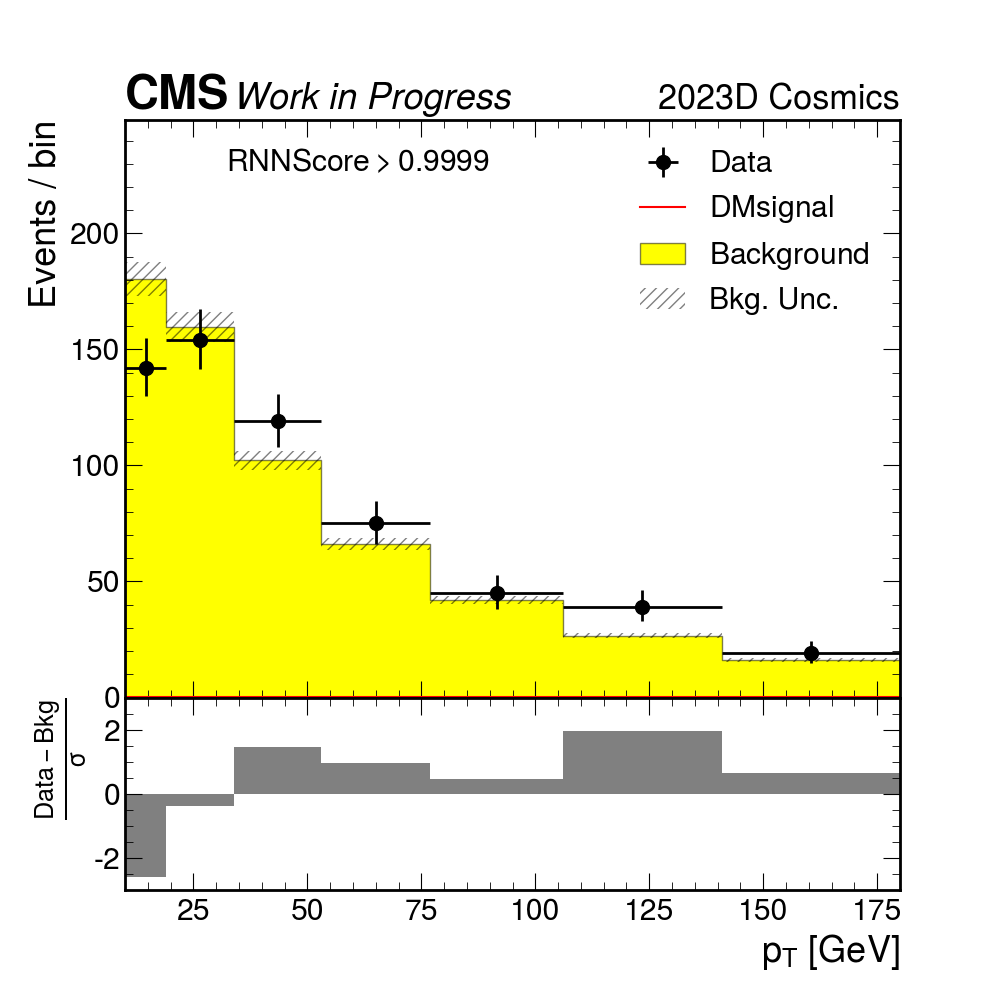 CMS Work in Progress 2023D Cosmics
RNNScore > 0.9999
Data
DMsignal
Background
Bkg. Unc.
Events / bin
200
150
100
50
0
Data – Bkg
σ
2
0
-2
25 50 75 100 125 150 175
pT [GeV]